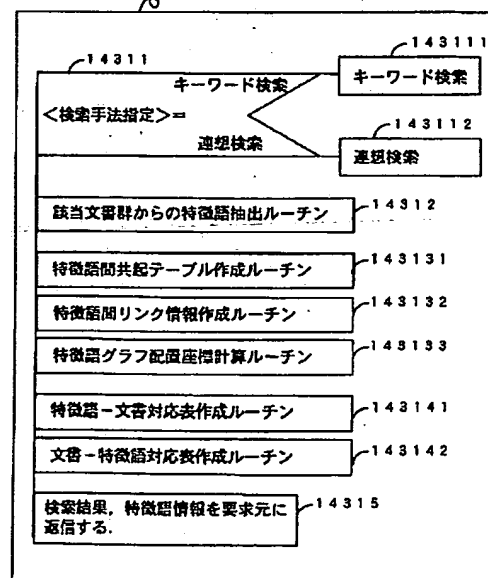 14311
143111
キーワード検索
キーワード検索
<検索手法指定>=
143112
連想検索
連想検索
該当文書群からの特徴語抽出ルーチン
14312
特徴語間共起テーブル作成ルーチン
143131
特徴語間リンク情報作成ルーチン
143132
特徴語グラフ配置座標計算ルーチン
143133
特徴語-文書対応表作成ルーチン
143141
文書-特徴語対応表作成ルーチン
143142
検索結果,特徴語情報を要求元に
返信する.
14315